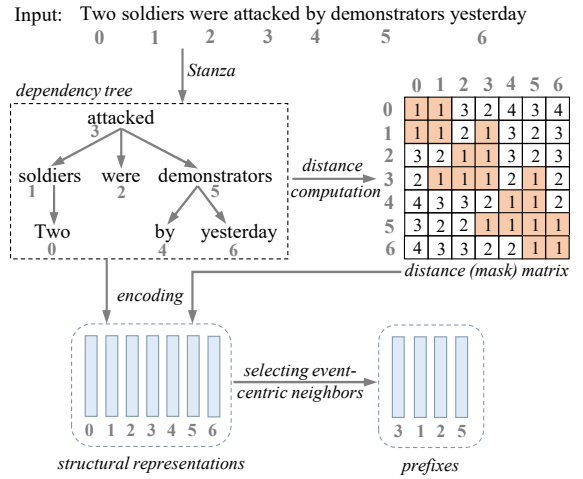 Input: Two soldiers were attacked by demonstrators yesterday
0 1 2 3 4 5 6
Stanza
dependency tree
attacked
3
soldiers were demonstrators
1 2 5
Two by yesterday
0 4 6
distance
computation
0 1 2 3 4 5 6
0 1 1 3 2 4 3 4
1 1 1 2 1 3 2 3
2 3 2 1 1 3 2 3
3 2 1 1 1 2 1 2
4 4 3 3 2 1 1 2
5 3 2 2 1 1 1 1
6 4 3 3 2 2 1 1
distance (mask) matrix
encoding
0 1 2 3 4 5 6
structural representations
selecting event-
centric neighbors
3 1 2 5
prefixes